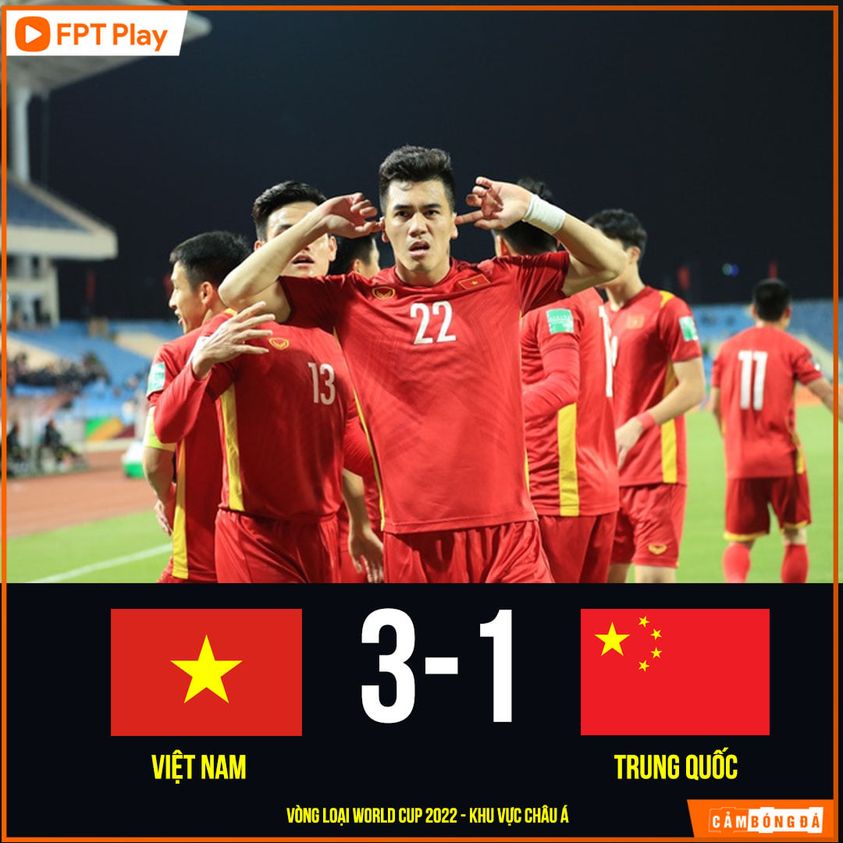 FPT Play
22
13
11
3-1
VIỆT NAM
TRUNG QUỐC
VÒNG LOẠI WORLD CUP 2022 - KHU VỰC CHÂU Á
CẢM BÓNG ĐÁ